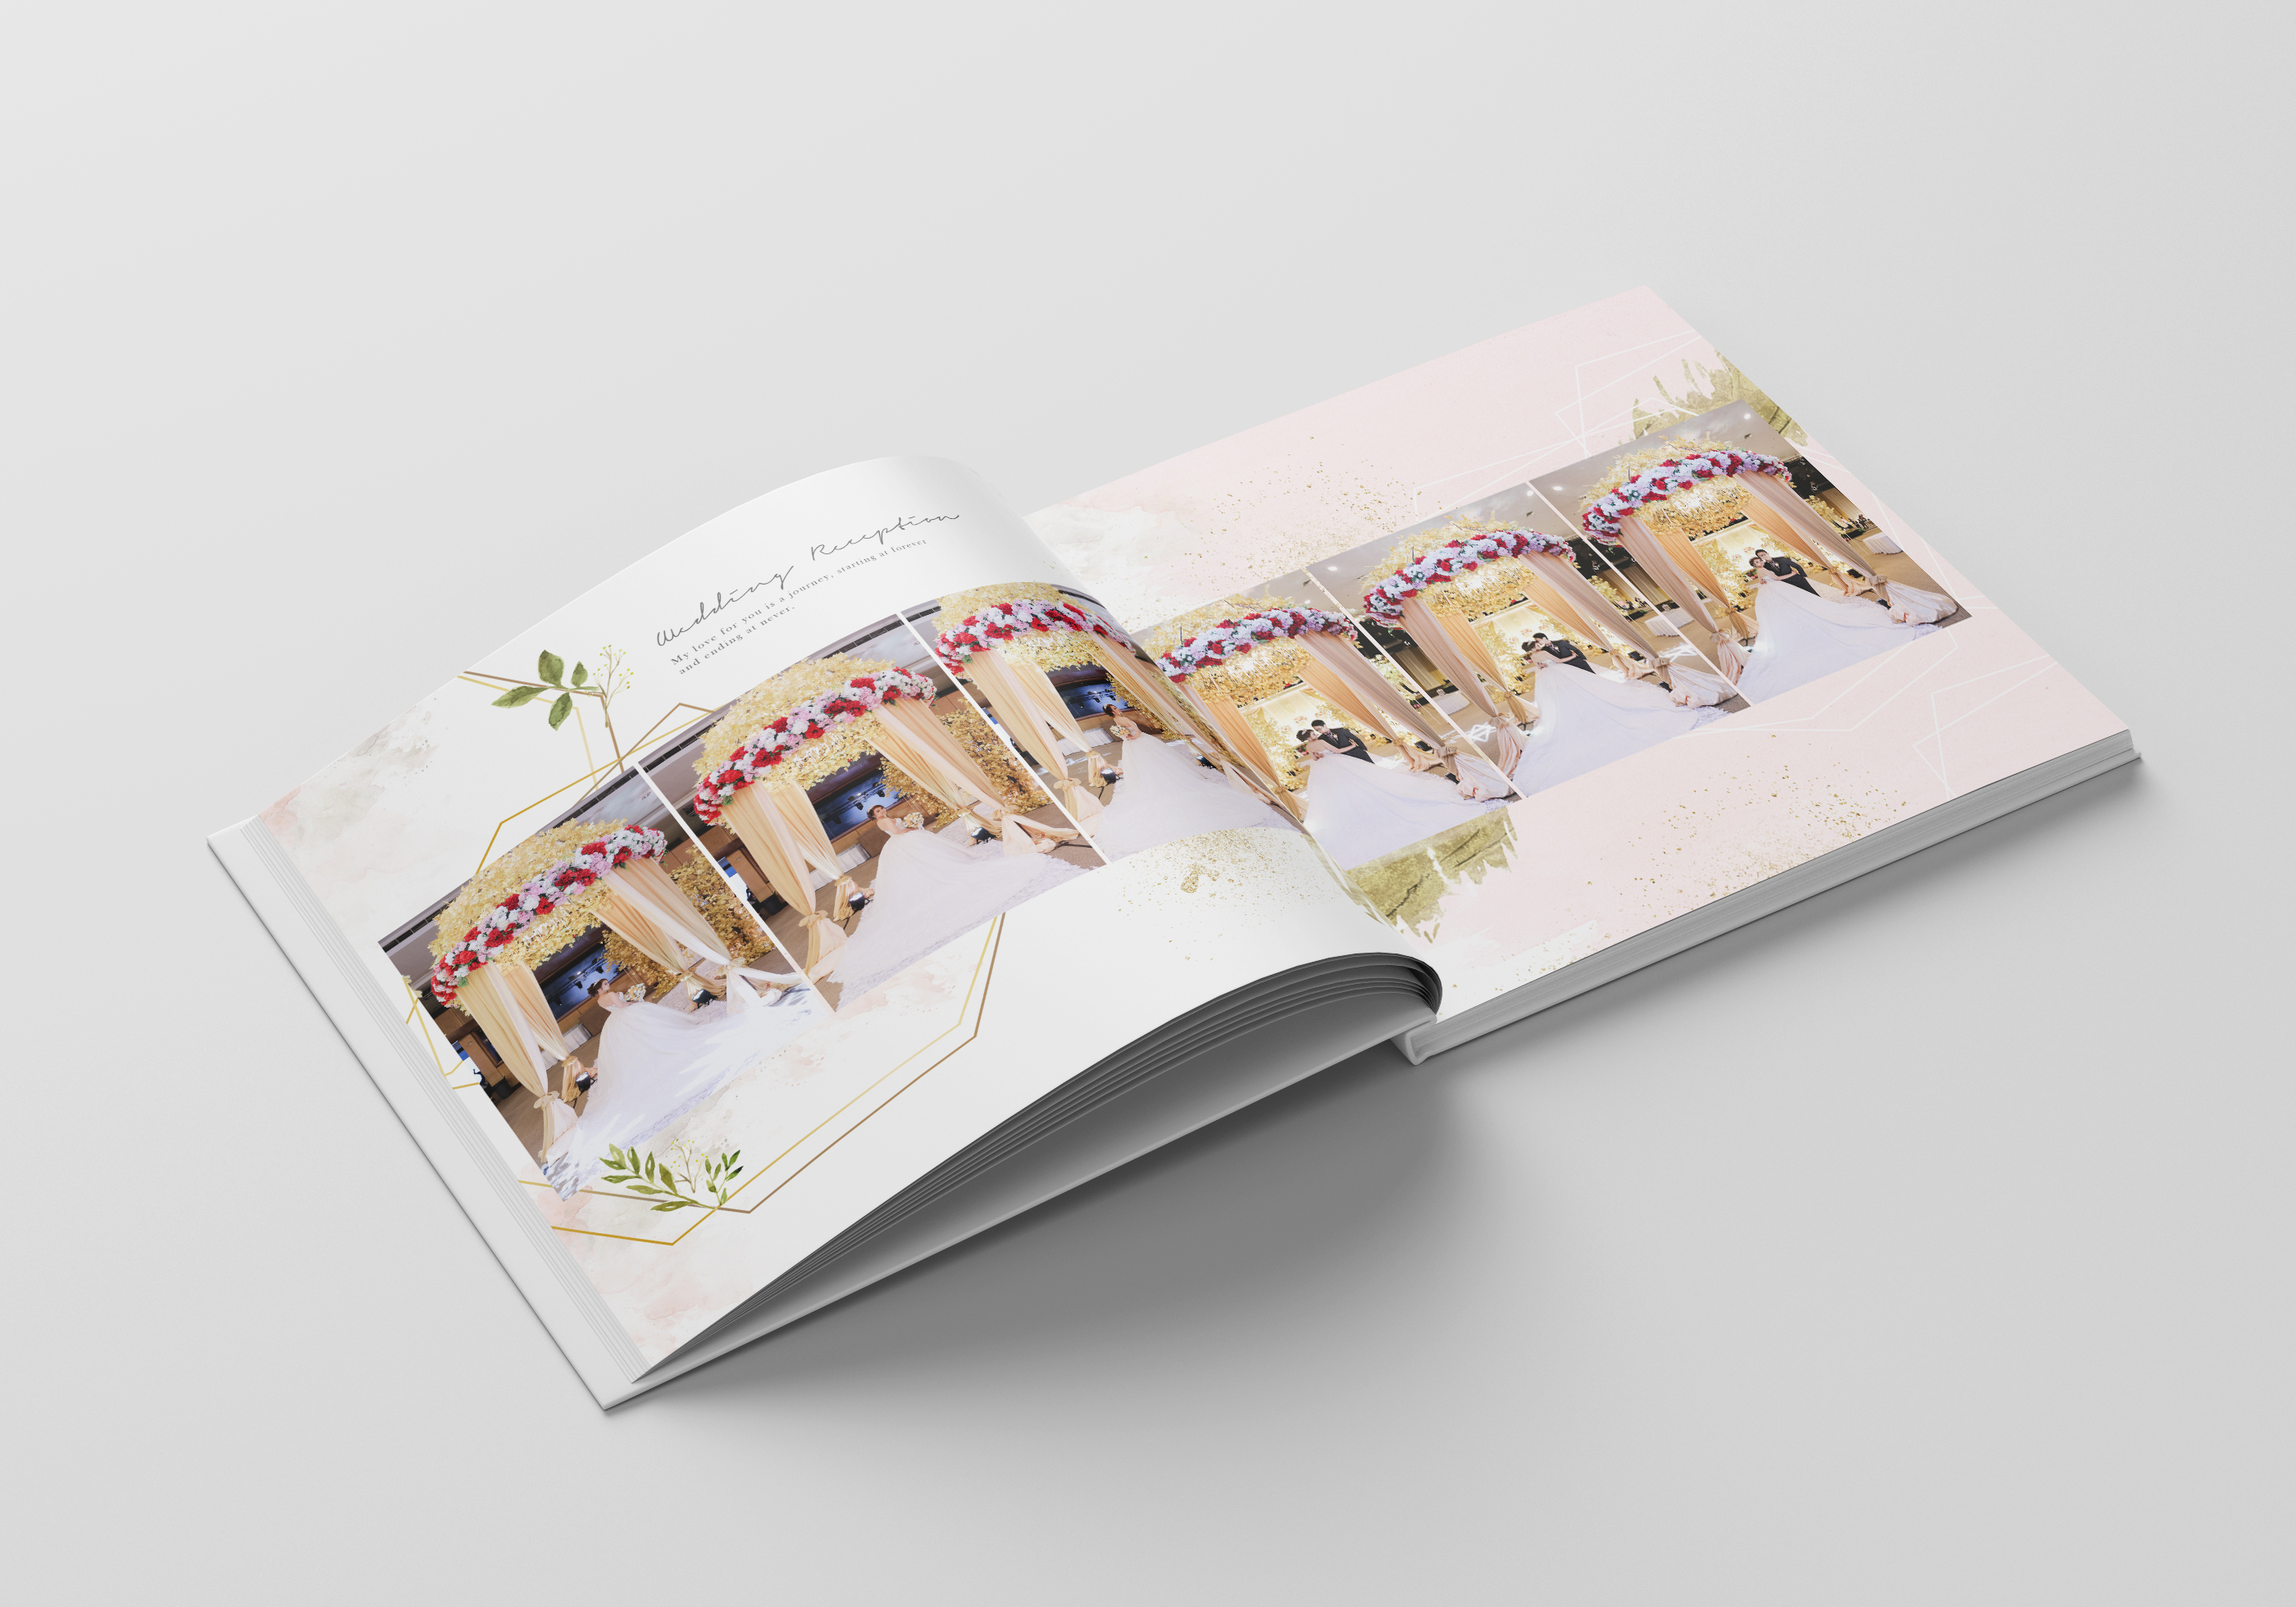 Wedding Reception
My love for you is a journey, starting at forever
and ending at never.